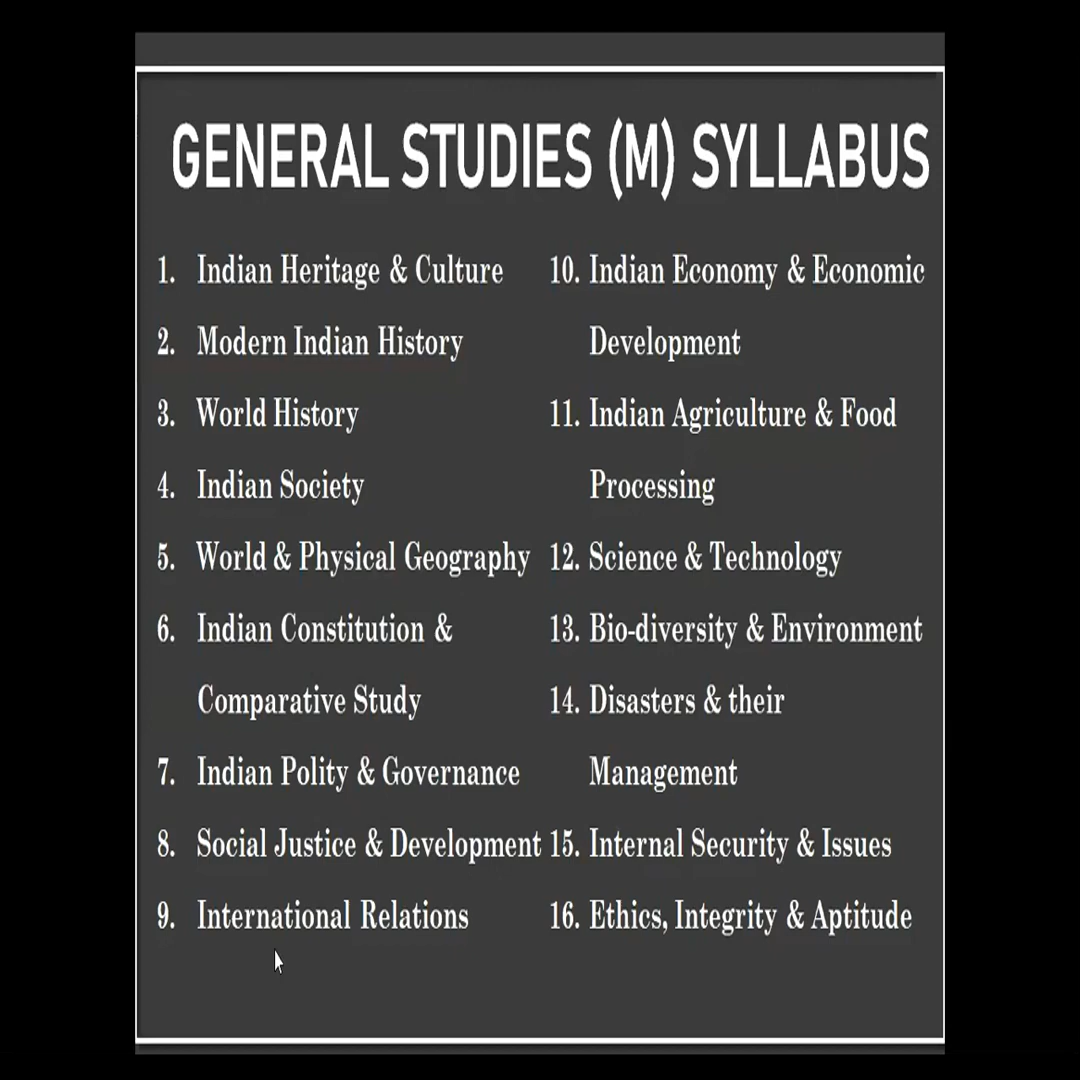 GENERAL STUDIES (M) SYLLABUS
1. Indian Heritage & Culture
2. Modern Indian History
3. World History
4. Indian Society
5. World & Physical Geography
6. Indian Constitution &
Comparative Study
7. Indian Polity & Governance
8. Social Justice & Development
9. International Relations
10. Indian Economy & Economic
Development
11. Indian Agriculture & Food
Processing
12. Science & Technology
13. Bio-diversity & Environment
14. Disasters & their
Management
15. Internal Security & Issues
16. Ethics, Integrity & Aptitude